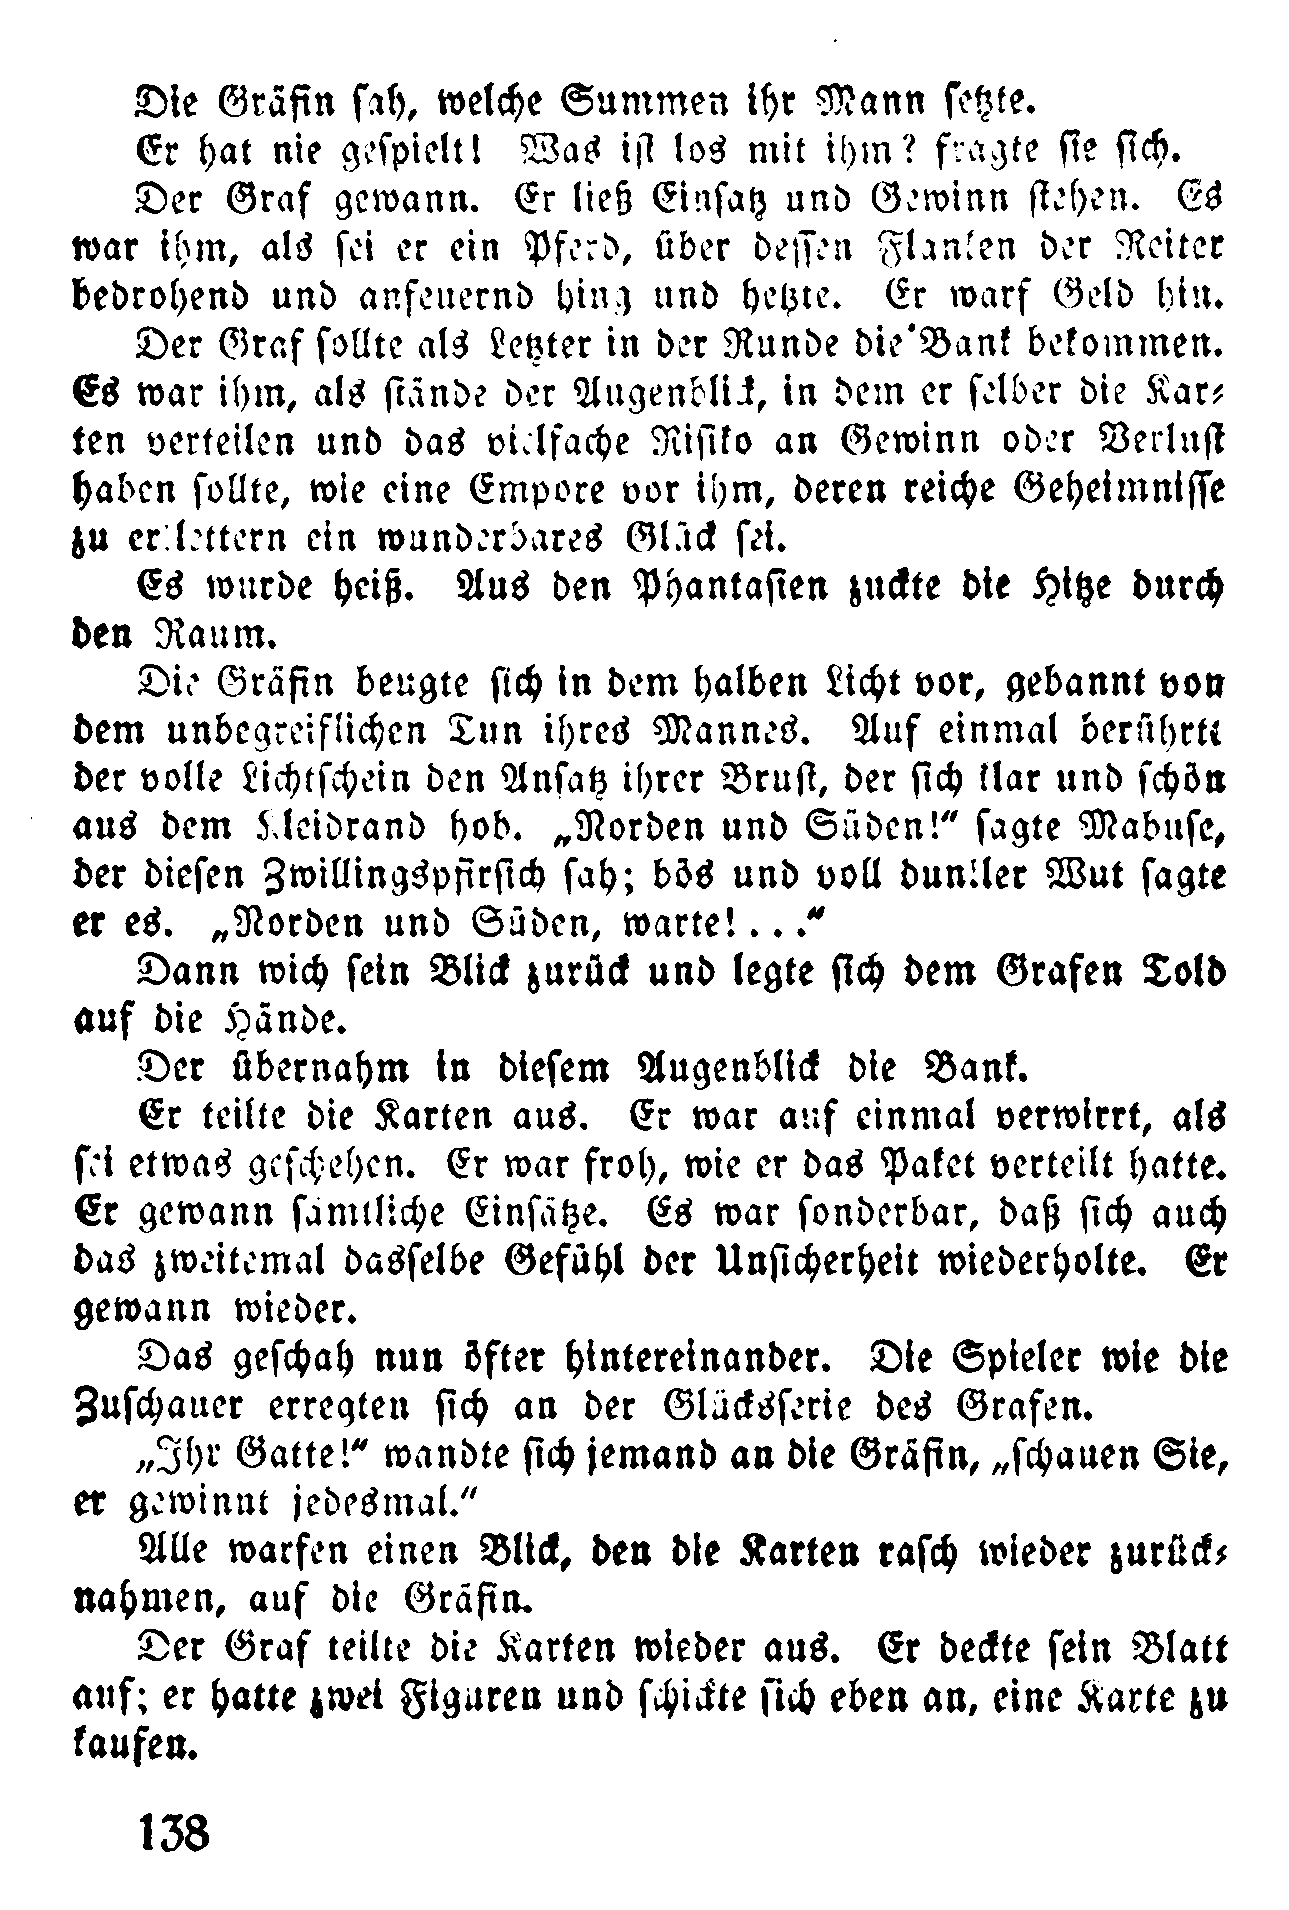 Die Gräfin sah, welche Summen ihr Mann setzte.
Er hat nie gespielt! Was ist los mit ihm? fragte sie sich.
Der Graf gewann. Er ließ Einsatz und Gewinn stehen. Es
war ihm, als sei er ein Pferd, über dessen Flanken der Reiter
bedrohend und anfeuernd hing und hetzte. Er warf Geld hin.
Der Graf sollte als Letzter in der Runde die Bank bekommen.
Es war ihm, als stände der Augenblick, in dem er selber die Kar-
ten verteilen und das vielfache Risiko an Gewinn oder Verlust
haben sollte, wie eine Empore vor ihm, deren reiche Geheimnisse
zu erklettern ein wunderbares Glück sei.
Es wurde heiß. Aus den Phantasien zuckte die Hitze durch
den Raum.
Die Gräfin beugte sich in dem halben Licht vor, gebannt von
dem unbegreiflichen Tun ihres Mannes. Auf einmal berührte
der volle Lichtschein den Ansatz ihrer Brust, der sich klar und schön
aus dem Kleidrand hob. „Norden und Süden!“ sagte Mabuse,
der diesen Zwillingspfirsich sah; bös und voll dunkler Wut sagte
er es. „Norden und Süden, warte!...“
Dann wich sein Blick zurück und legte sich dem Grafen Told
auf die Hände.
Der übernahm in diesem Augenblick die Bank.
Er teilte die Karten aus. Er war auf einmal verwirrt, als
sei etwas geschehen. Er war froh, wie er das Paket verteilt hatte.
Er gewann sämtliche Einsätze. Es war sonderbar, daß sich auch
das zweitemal dasselbe Gefühl der Unsicherheit wiederholte. Er
gewann wieder.
Das geschah nun öfter hintereinander. Die Spieler wie die
Zuschauer erregten sich an der Glücksserie des Grafen.
„Ihr Gatte!“ wandte sich jemand an die Gräfin, „schauen Sie,
er gewinnt jedesmal.“
Alle warfen einen Blick, den die Karten rasch wieder zurück-
nahmen, auf die Gräfin.
Der Graf teilte die Karten wieder aus. Er deckte sein Blatt
auf; er hatte zwei Figuren und schickte sich eben an, eine Karte zu
kaufen.
138